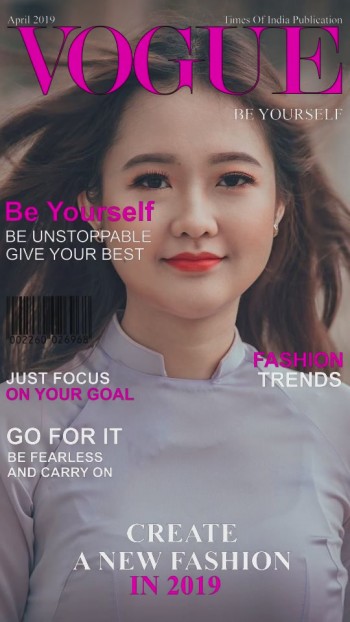 April 2019
Times Of India Publication
VOGUE
BE YOURSELF
Be Yourself
BE UNSTOPPABLE
GIVE YOUR BEST
FASHION
TRENDS
JUST FOCUS
ON YOUR GOAL
GO FOR IT
BE FEARLESS
AND CARRY ON
CREATE
A NEW FASHION
IN 2019